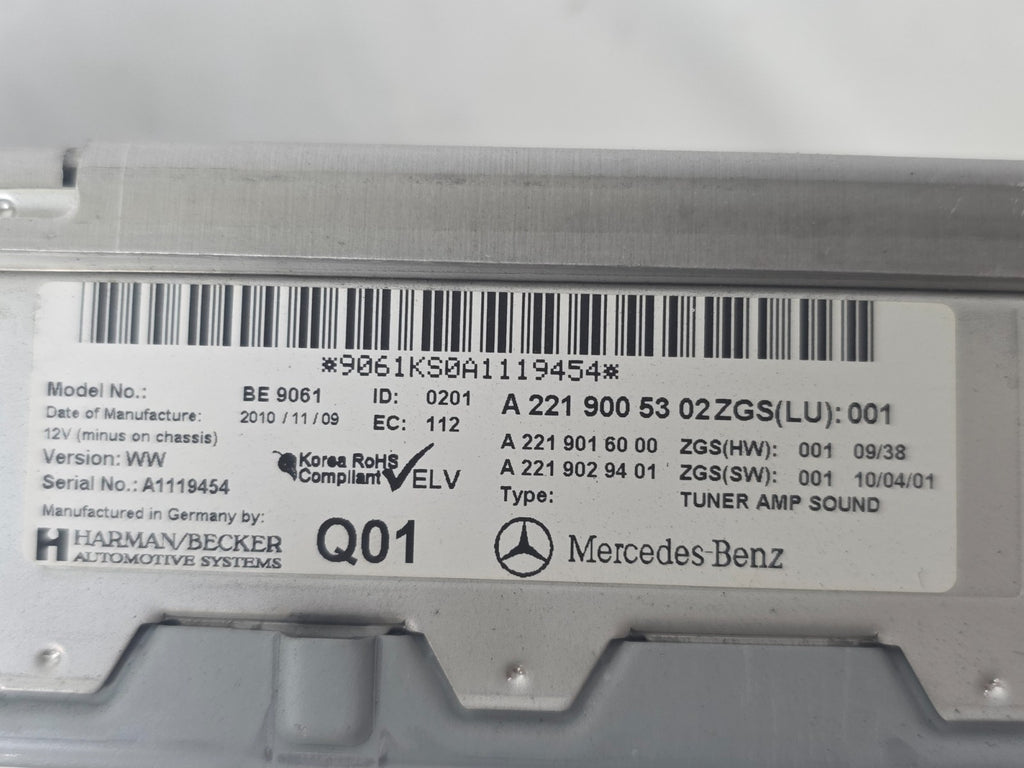 *9061KS0A1119454*
Model No.: BE 9061 ID: 0201 A 221 900 53 02 ZGS(LU): 001
Date of Manufacture: 2010 / 11 / 09 EC: 112
12V (minus on chassis) A 221 901 60 00 ZGS(HW): 001 09/38
Version: WW Korea RoHS Compliant ELV A 221 902 94 01 ZGS(SW): 001 10/04/01
Serial No.: A1119454 Type: TUNER AMP SOUND
Manufactured in Germany by:
HARMAN/BECKER
AUTOMOTIVE SYSTEMS
Q01
Mercedes-Benz